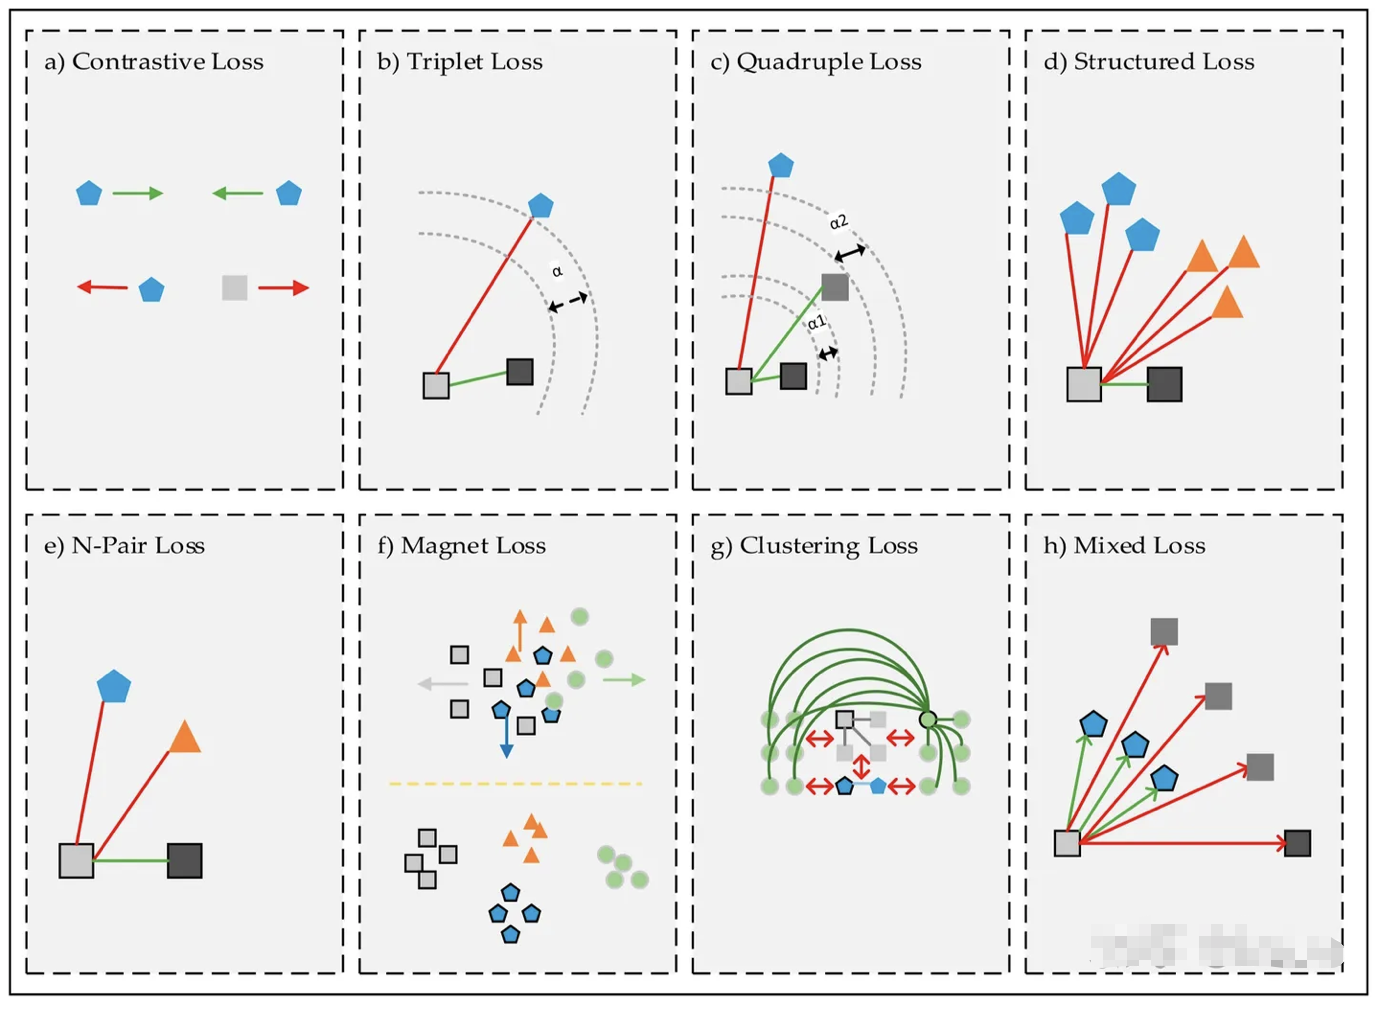 a) Contrastive Loss
b) Triplet Loss
α
c) Quadruple Loss
α2
α1
d) Structured Loss
e) N-Pair Loss
f) Magnet Loss
g) Clustering Loss
h) Mixed Loss